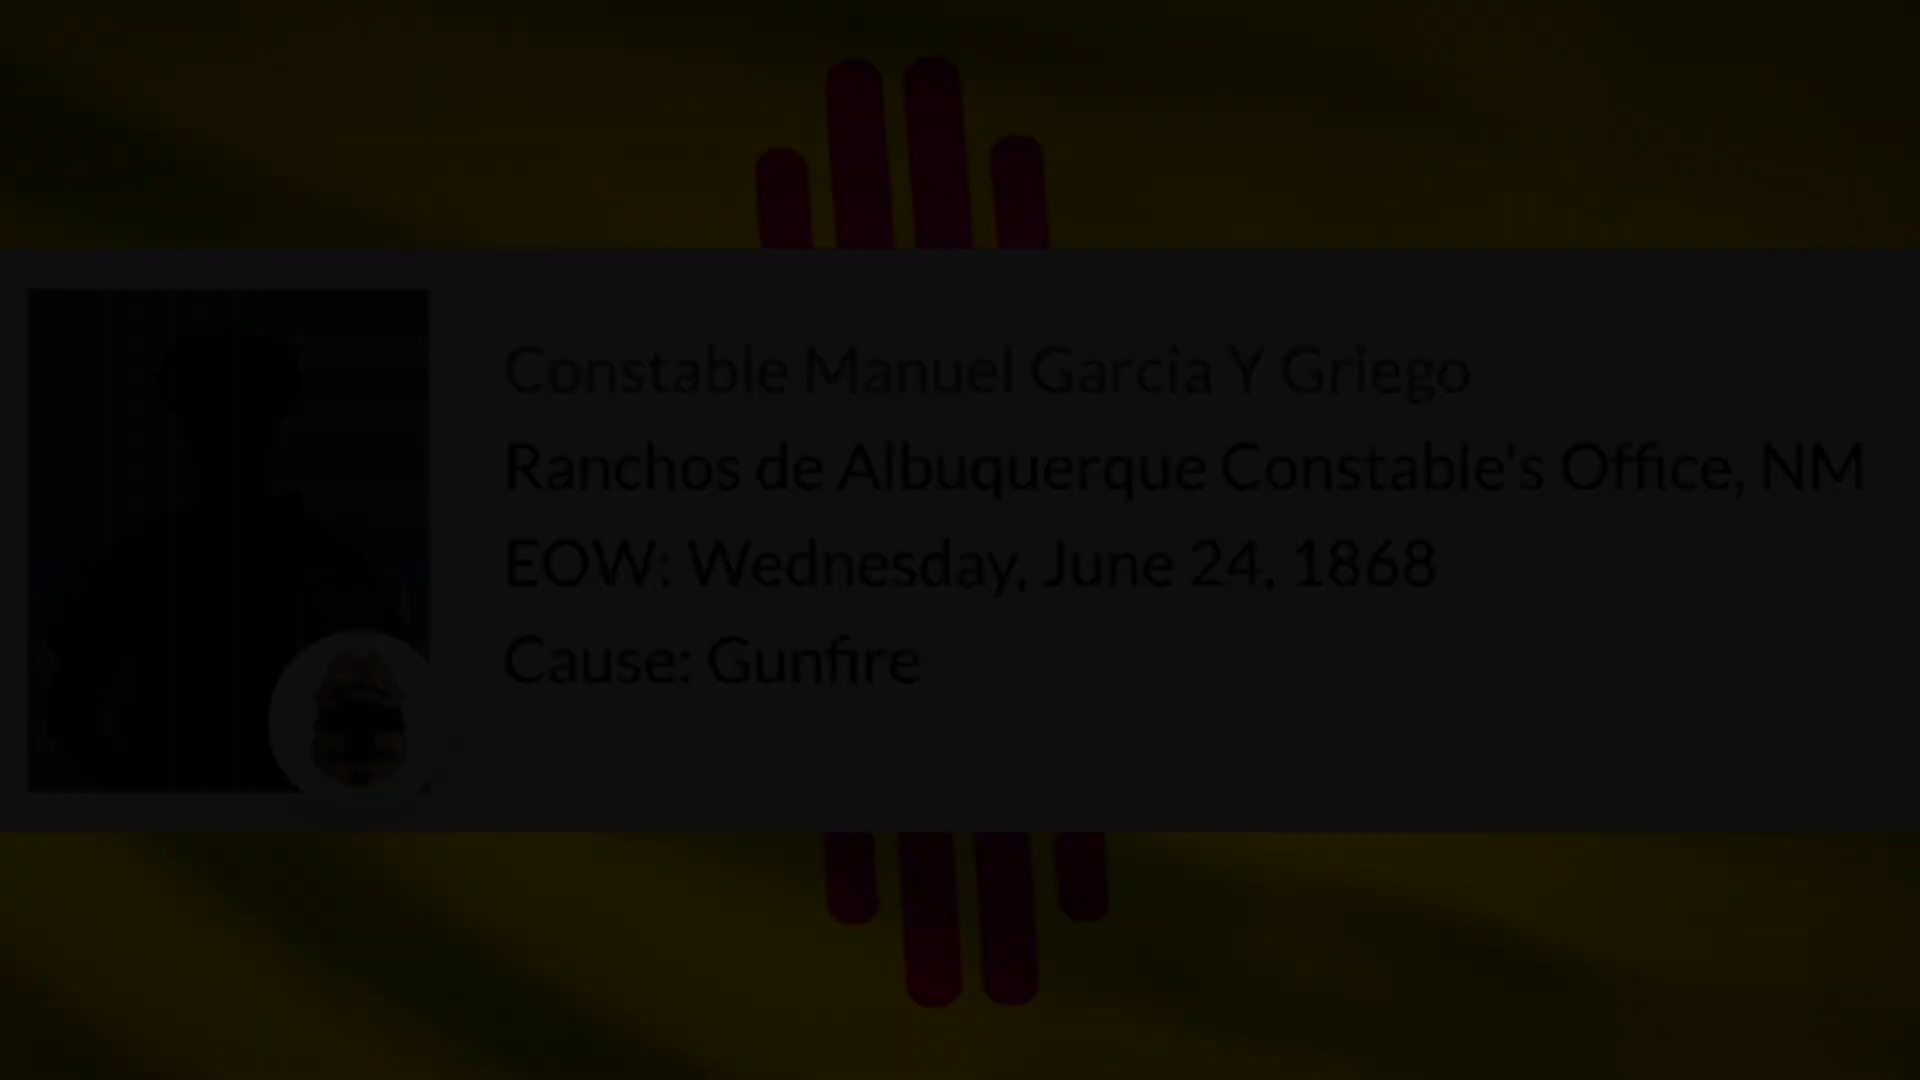 Constable Manuel Garcia Y Griego
Ranchos de Albuquerque Constable's Office, NM
EOW: Wednesday, June 24, 1868
Cause: Gunfire